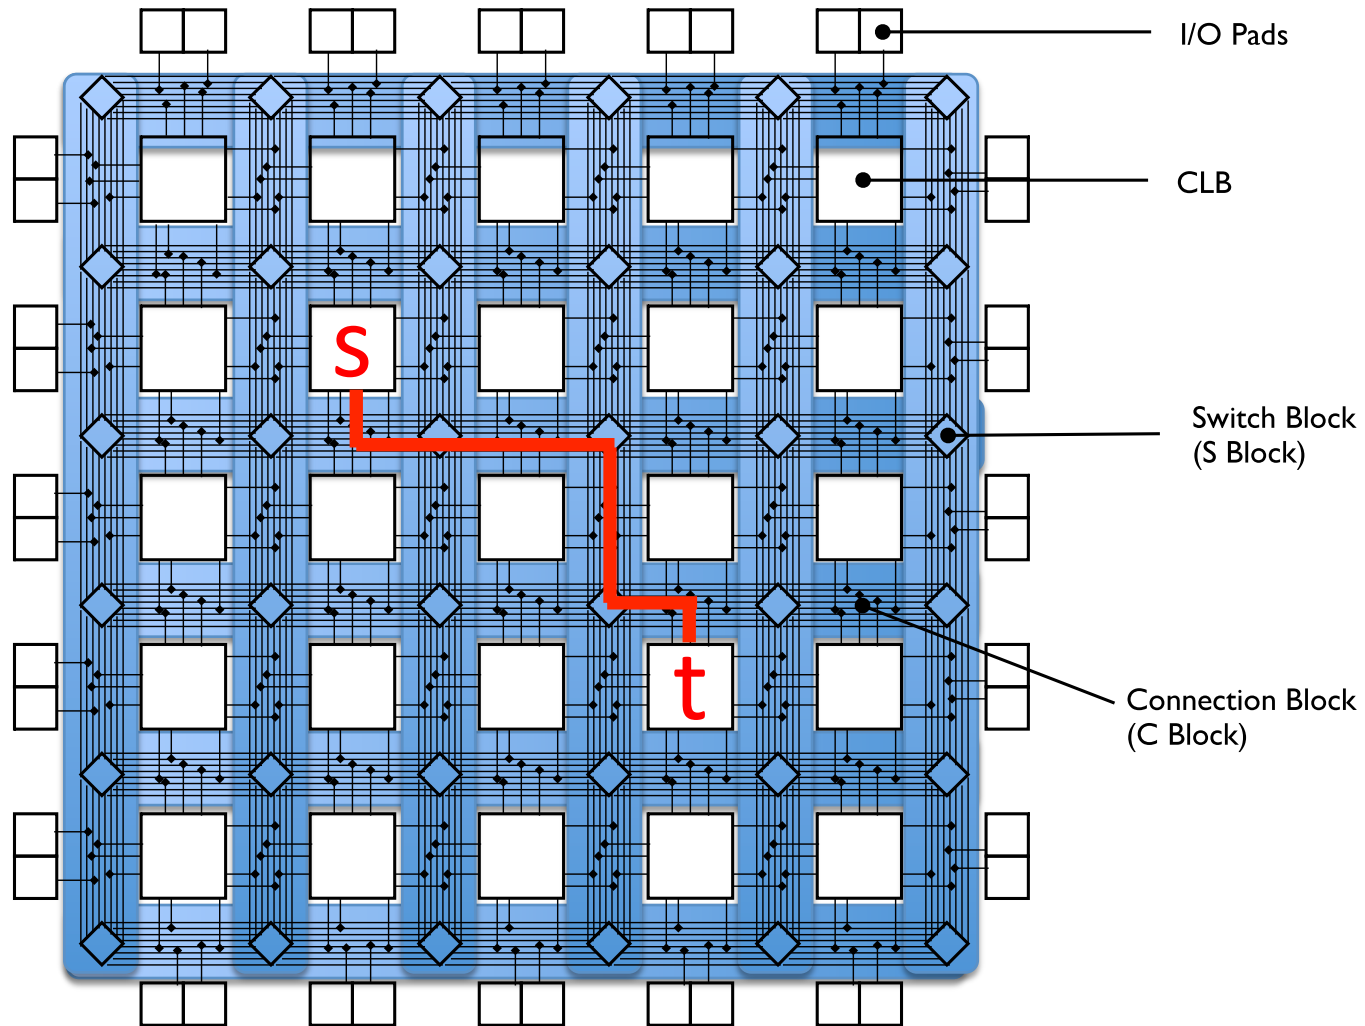 I/O Pads
CLB
s
Switch Block
(S Block)
t
Connection Block
(C Block)